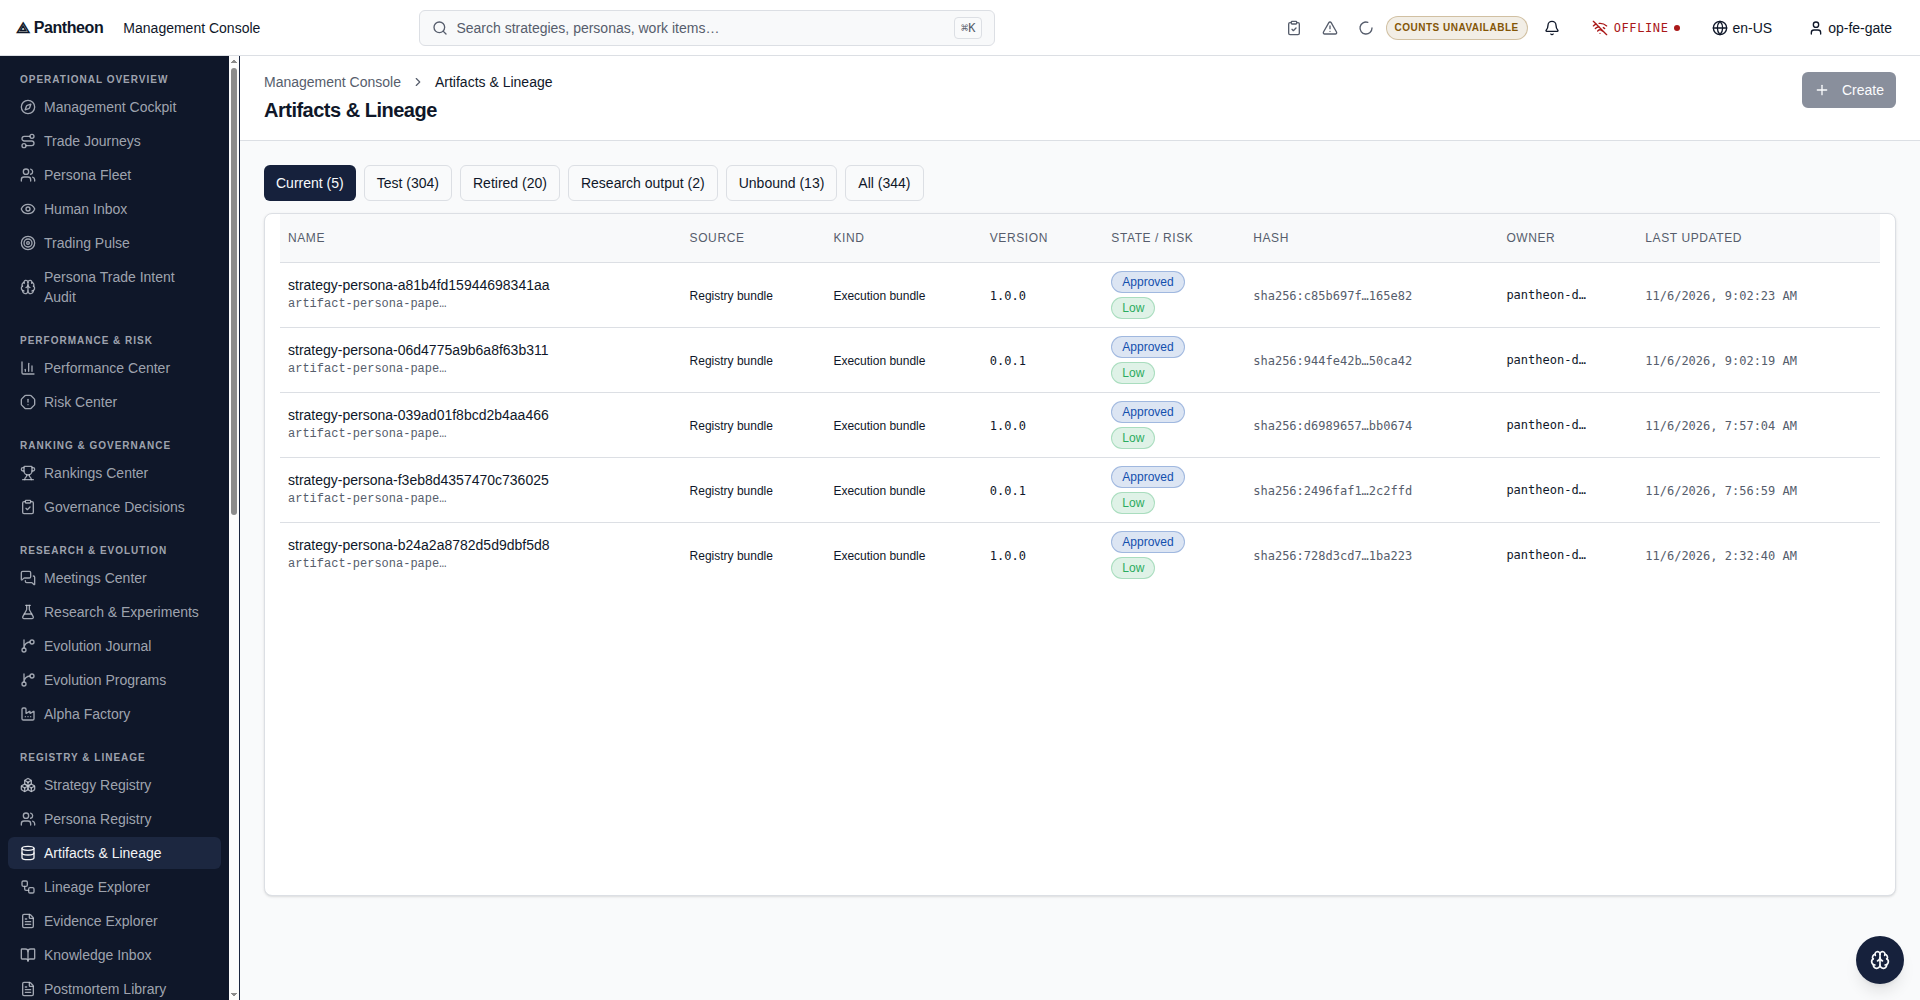 Pantheon
Management Console
Search strategies, personas, work items…
⌘K
COUNTS UNAVAILABLE
OFFLINE
en-US
op-fe-gate
OPERATIONAL OVERVIEW
Management Cockpit
Trade Journeys
Persona Fleet
Human Inbox
Trading Pulse
Persona Trade Intent
Audit
PERFORMANCE & RISK
Performance Center
Risk Center
RANKING & GOVERNANCE
Rankings Center
Governance Decisions
RESEARCH & EVOLUTION
Meetings Center
Research & Experiments
Evolution Journal
Evolution Programs
Alpha Factory
REGISTRY & LINEAGE
Strategy Registry
Persona Registry
Artifacts & Lineage
Lineage Explorer
Evidence Explorer
Knowledge Inbox
Postmortem Library
Management Console Artifacts & Lineage
Artifacts & Lineage
Create
Current (5) Test (304) Retired (20) Research output (2) Unbound (13) All (344)
NAME SOURCE KIND VERSION STATE / RISK HASH OWNER LAST UPDATED
strategy-persona-a81b4fd15944698341aa
artifact-persona-pape…
Registry bundle Execution bundle 1.0.0 Approved Low sha256:c85b697f…165e82 pantheon-d… 11/6/2026, 9:02:23 AM
strategy-persona-06d4775a9b6a8f63b311
artifact-persona-pape…
Registry bundle Execution bundle 0.0.1 Approved Low sha256:944fe42b…50ca42 pantheon-d… 11/6/2026, 9:02:19 AM
strategy-persona-039ad01f8bcd2b4aa466
artifact-persona-pape…
Registry bundle Execution bundle 1.0.0 Approved Low sha256:d6989657…bb0674 pantheon-d… 11/6/2026, 7:57:04 AM
strategy-persona-f3eb8d4357470c736025
artifact-persona-pape…
Registry bundle Execution bundle 0.0.1 Approved Low sha256:2496faf1…2c2ffd pantheon-d… 11/6/2026, 7:56:59 AM
strategy-persona-b24a2a8782d5d9dbf5d8
artifact-persona-pape…
Registry bundle Execution bundle 1.0.0 Approved Low sha256:728d3cd7…1ba223 pantheon-d… 11/6/2026, 2:32:40 AM